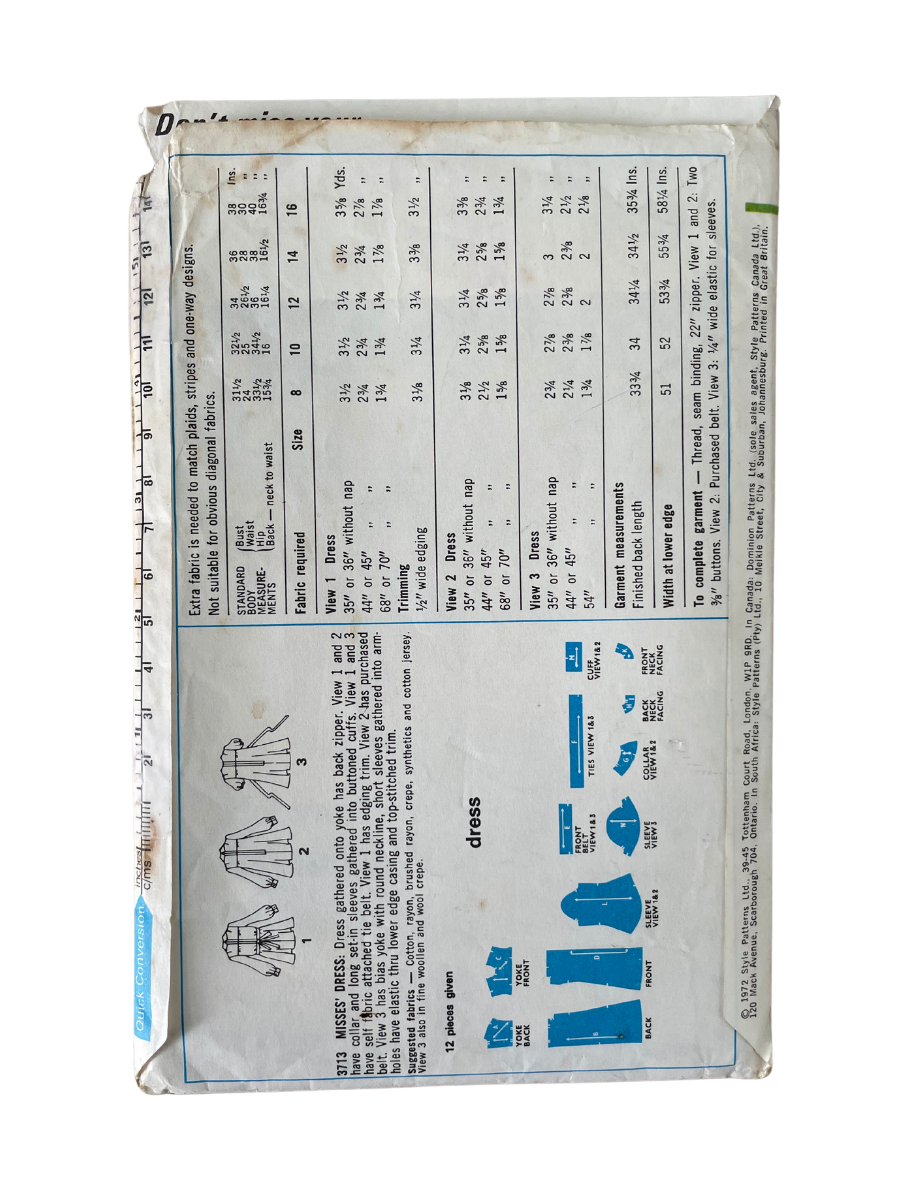 Don't miss your
Quick Conversion
inches
c/ms
3713 MISSES' DRESS: Dress gathered onto yoke has back zipper. View 1 and 2
have collar and long set-in sleeves gathered into buttoned cuffs. View 1 and 3
have self fabric attached tie belt. View 1 has edging trim. View 2 has purchased
belt. View 3 has bias yoke with round neckline, short sleeves gathered into arm-
holes have elastic thru lower edge casing and top-stitched trim.
Suggested fabrics — Cotton, rayon, brushed rayon, crepe, synthetics and cotton jersey.
View 3 also in fine woollen and wool crepe.
1
2
3
12 pieces given
dress
YOKE
BACK
YOKE
FRONT
FRONT
BELT
VIEW 1&3
TIES VIEW 1&3
CUFF
VIEW 1&2
BACK
FRONT
SLEEVE
VIEW 1&2
SLEEVE
VIEW 3
COLLAR
VIEW 1&2
BACK
NECK
FACING
FRONT
NECK
FACING
Extra fabric is needed to match plaids, stripes and one-way designs.
Not suitable for obvious diagonal fabrics.
STANDARD BODY MEASURE-MENTS
Bust 31½ 32½ 34 36 38 Ins.
Waist 24 25 26½ 28 30 ,,
Hip 33½ 34½ 36 38 40 ,,
Back — neck to waist 15¾ 16 16¼ 16½ 16¾ ,,
Fabric required Size 8 10 12 14 16
View 1 Dress
35" or 36" without nap 3½ 3½ 3½ 3½ 3⅝ Yds.
44" or 45" ,, 2¾ 2¾ 2¾ 2¾ 2⅞ ,,
68" or 70" ,, 1¾ 1¾ 1¾ 1⅞ 1⅞ ,,
Trimming
½" wide edging 3⅛ 3¼ 3¼ 3⅜ 3½ ,,
View 2 Dress
35" or 36" without nap 3⅛ 3¼ 3¼ 3¼ 3⅜ ,,
44" or 45" ,, 2½ 2⅝ 2⅝ 2⅝ 2¾ ,,
68" or 70" ,, 1⅝ 1⅝ 1⅝ 1⅝ 1¾ ,,
View 3 Dress
35" or 36" without nap 2¾ 2⅞ 2⅞ 3 3¼ ,,
44" or 45" ,, 2¼ 2⅜ 2⅜ 2⅜ 2½ ,,
54" ,, 1¾ 1⅞ 2 2 2⅛ ,,
Garment measurements
Finished back length 33¾ 34 34¼ 34½ 35¾ Ins.
Width at lower edge 51 52 53¾ 55¾ 58¼ Ins.
To complete garment — Thread, seam binding, 22" zipper. View 1 and 2: Two
⅜" buttons. View 2: Purchased belt. View 3: ¼" wide elastic for sleeves.
© 1972 Style Patterns Ltd., 39-45 Tottenham Court Road, London, W1P 9RD. In Canada: Dominion Patterns Ltd. (sole sales agent, Style Patterns Canada Ltd.),
120 Mack Avenue, Scarborough 704, Ontario. In South Africa: Style Patterns (Pty) Ltd., 10 Meikle Street, City & Suburban, Johannesburg. Printed in Great Britain.